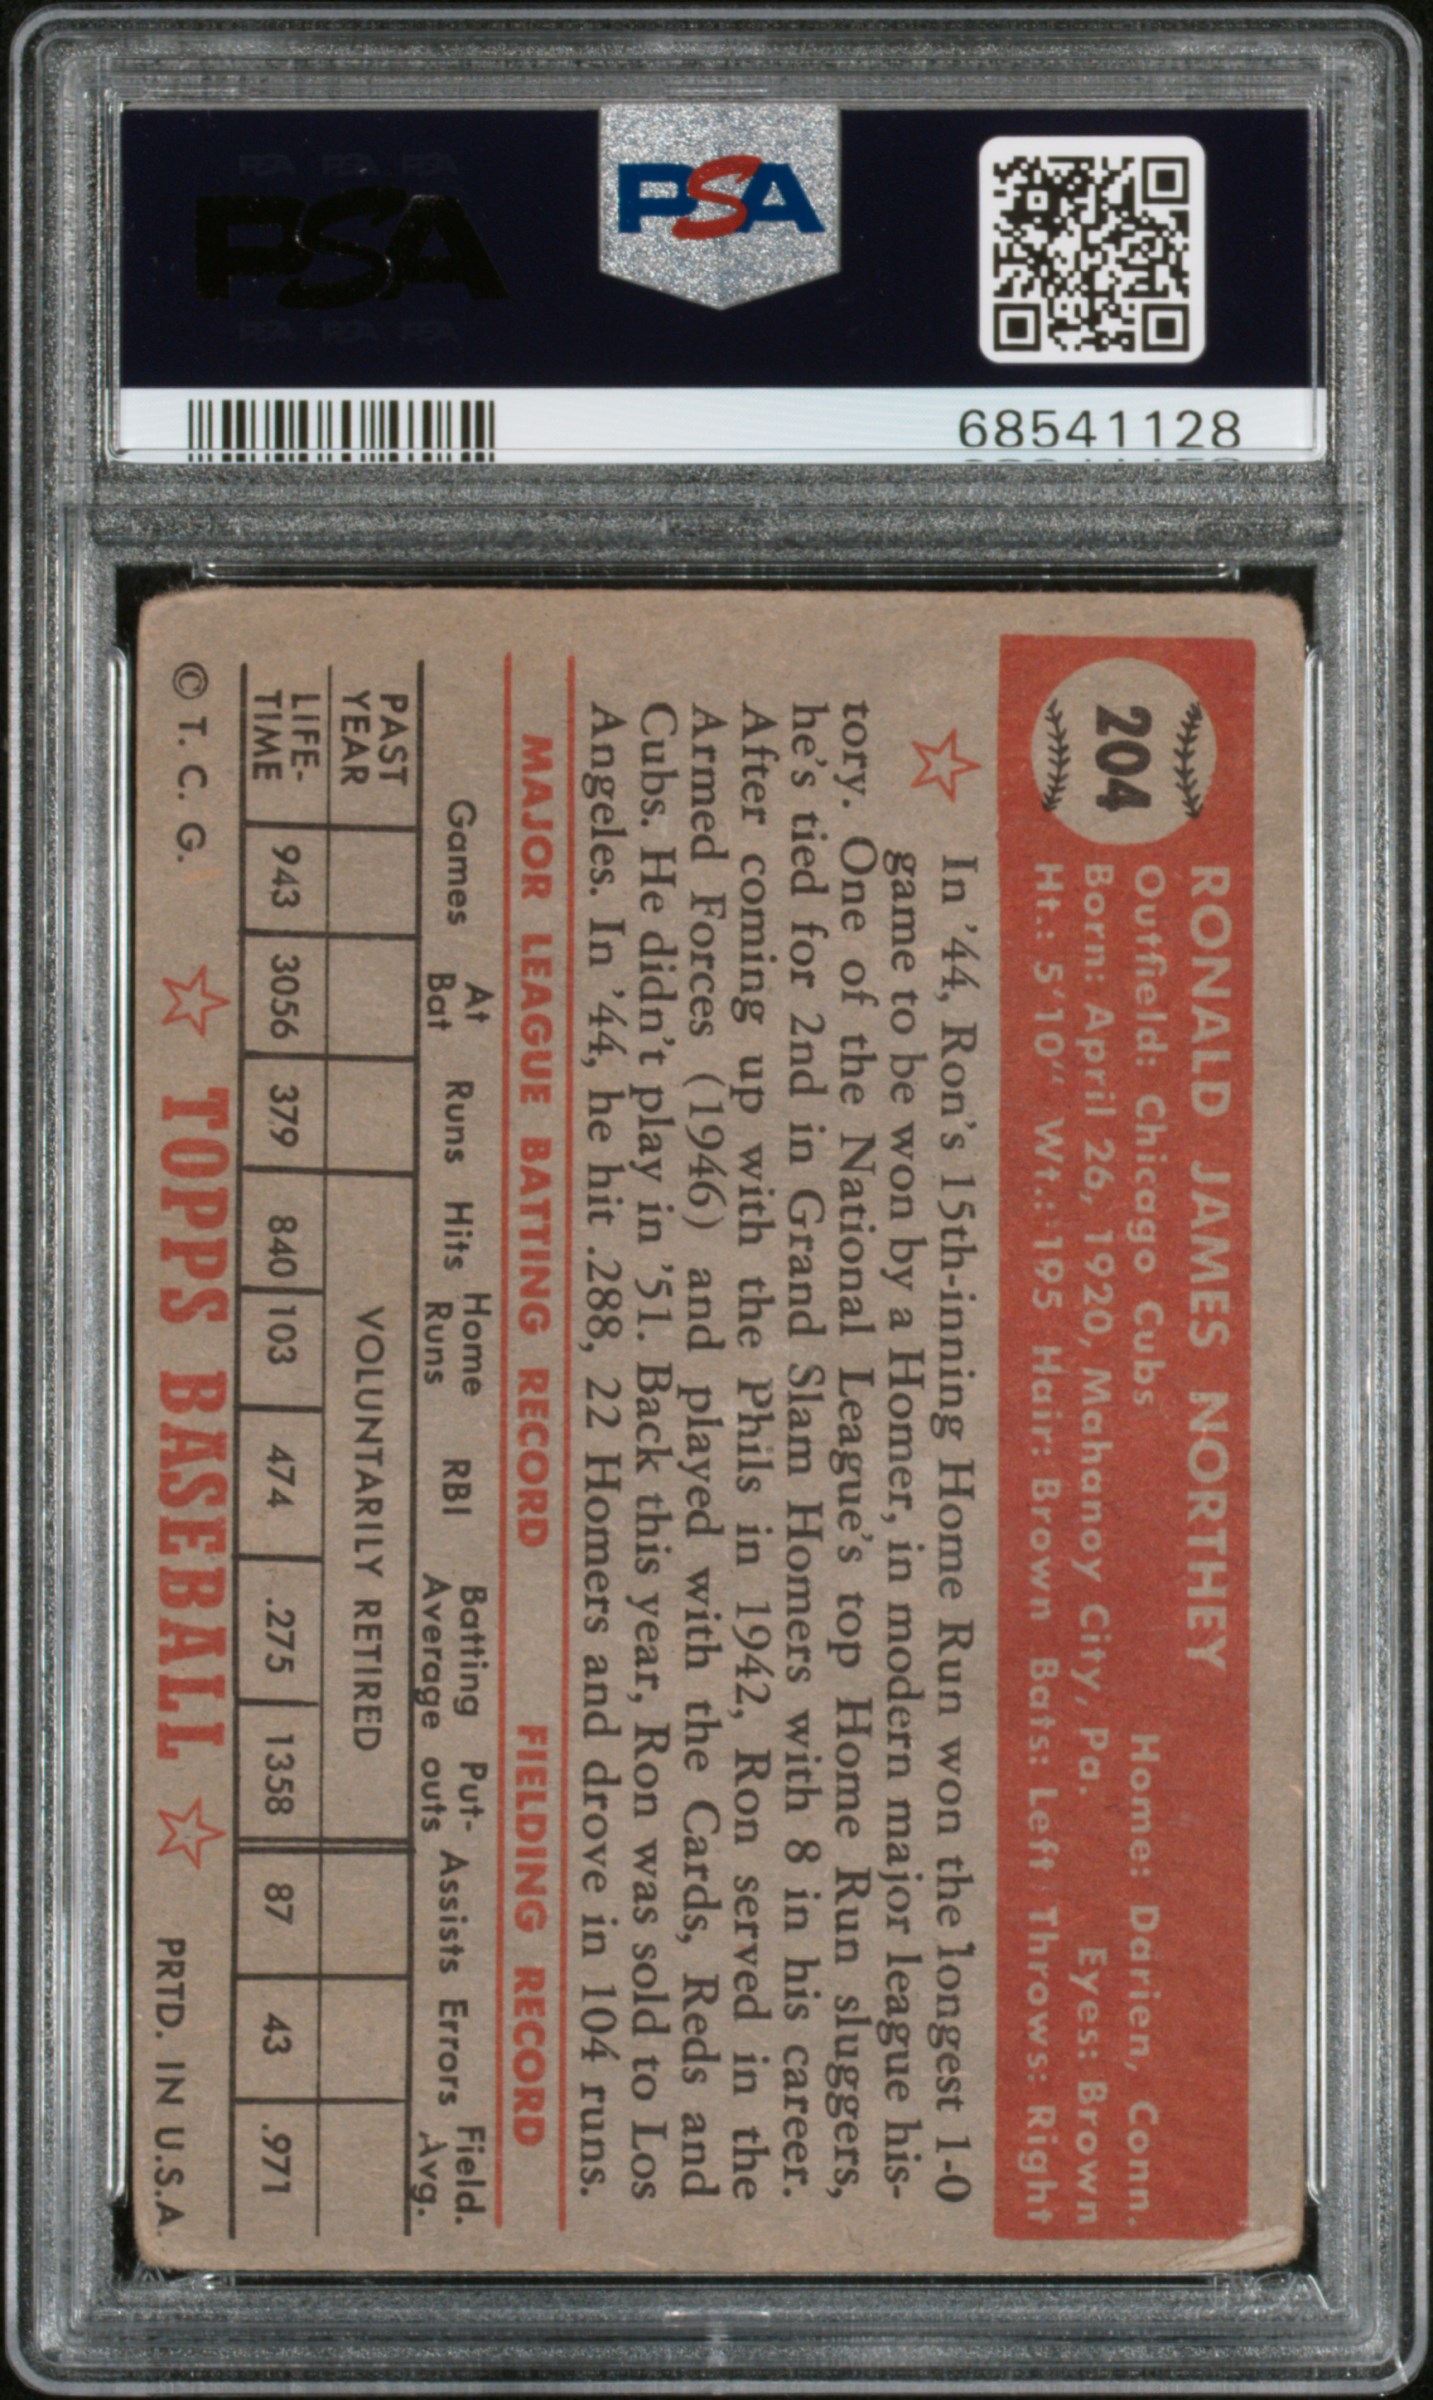 PSA PSA PSA
PSA
PSA PSA PSA
PSA
68541128
204
RONALD JAMES NORTHEY
Outfield: Chicago Cubs Home: Darien, Conn.
Born: April 26, 1920, Mahanoy City, Pa. Eyes: Brown
Ht.: 5'10" Wt.: 195 Hair: Brown Bats: Left Throws: Right
In '44, Ron's 15th-inning Home Run won the longest 1-0
game to be won by a Homer, in modern major league his-
tory. One of the National League's top Home Run sluggers,
he's tied for 2nd in Grand Slam Homers with 8 in his career.
After coming up with the Phils in 1942, Ron served in the
Armed Forces (1946) and played with the Cards, Reds and
Cubs. He didn't play in '51. Back this year, Ron was sold to Los
Angeles. In '44, he hit .288, 22 Homers and drove in 104 runs.
MAJOR LEAGUE BATTING RECORD FIELDING RECORD
Games At Bat Runs Hits Home Runs RBI Batting Average Put-outs Assists Errors Field. Avg.
PAST YEAR VOLUNTARILY RETIRED
LIFE-TIME 943 3056 379 840 103 474 .275 1358 87 43 .971
© T. C. G. TOPPS BASEBALL PRTD. IN U.S.A.